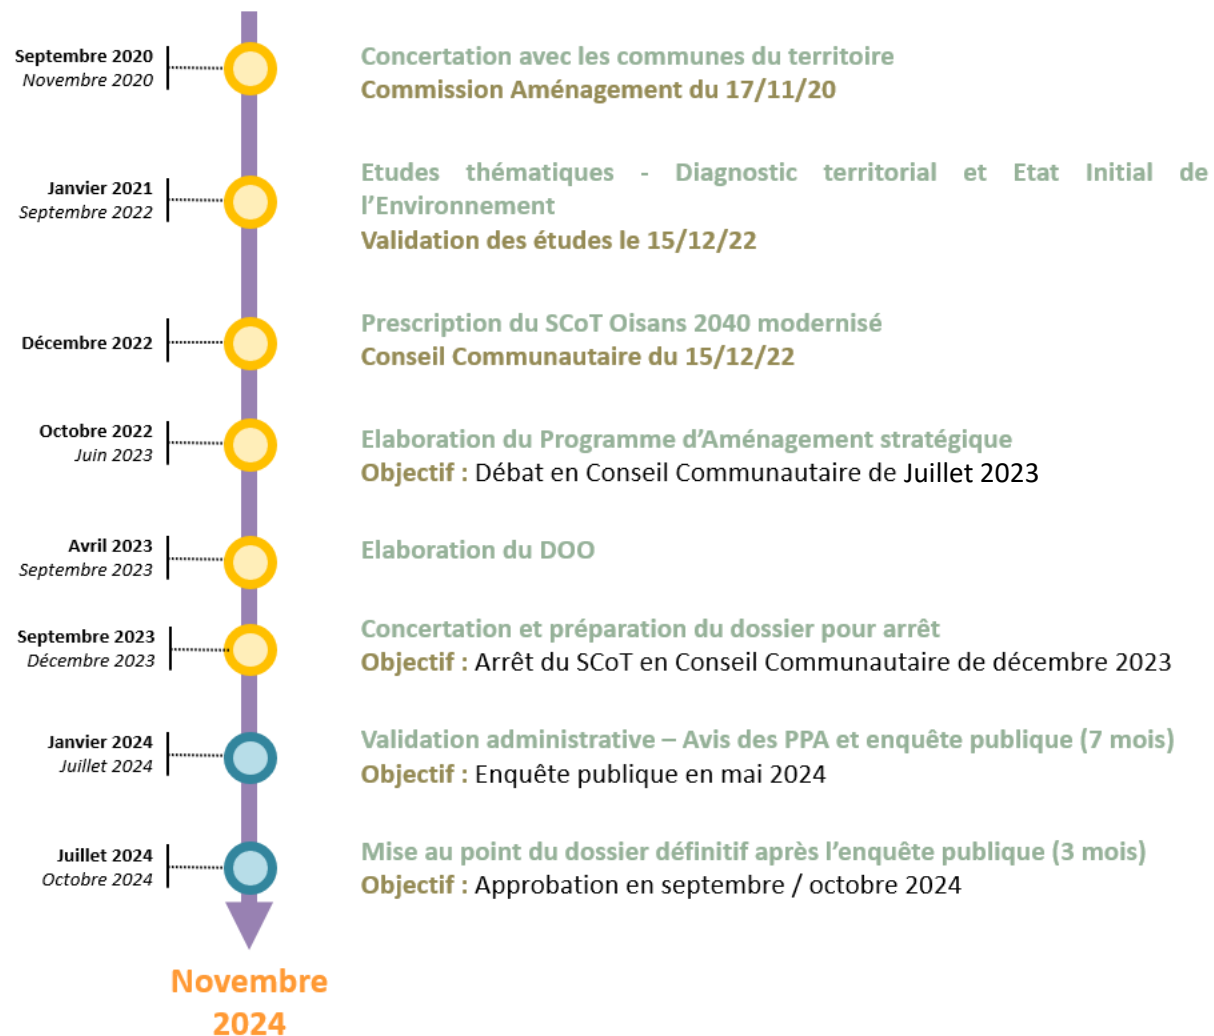 Septembre 2020
Novembre 2020
Concertation avec les communes du territoire
Commission Aménagement du 17/11/20
Janvier 2021
Septembre 2022
Etudes thématiques - Diagnostic territorial et Etat Initial de
l’Environnement
Validation des études le 15/12/22
Décembre 2022
Prescription du SCoT Oisans 2040 modernisé
Conseil Communautaire du 15/12/22
Octobre 2022
Juin 2023
Elaboration du Programme d’Aménagement stratégique
Objectif : Débat en Conseil Communautaire de Juillet 2023
Avril 2023
Septembre 2023
Elaboration du DOO
Septembre 2023
Décembre 2023
Concertation et préparation du dossier pour arrêt
Objectif : Arrêt du SCoT en Conseil Communautaire de décembre 2023
Janvier 2024
Juillet 2024
Validation administrative – Avis des PPA et enquête publique (7 mois)
Objectif : Enquête publique en mai 2024
Juillet 2024
Octobre 2024
Mise au point du dossier définitif après l’enquête publique (3 mois)
Objectif : Approbation en septembre / octobre 2024
Novembre
2024